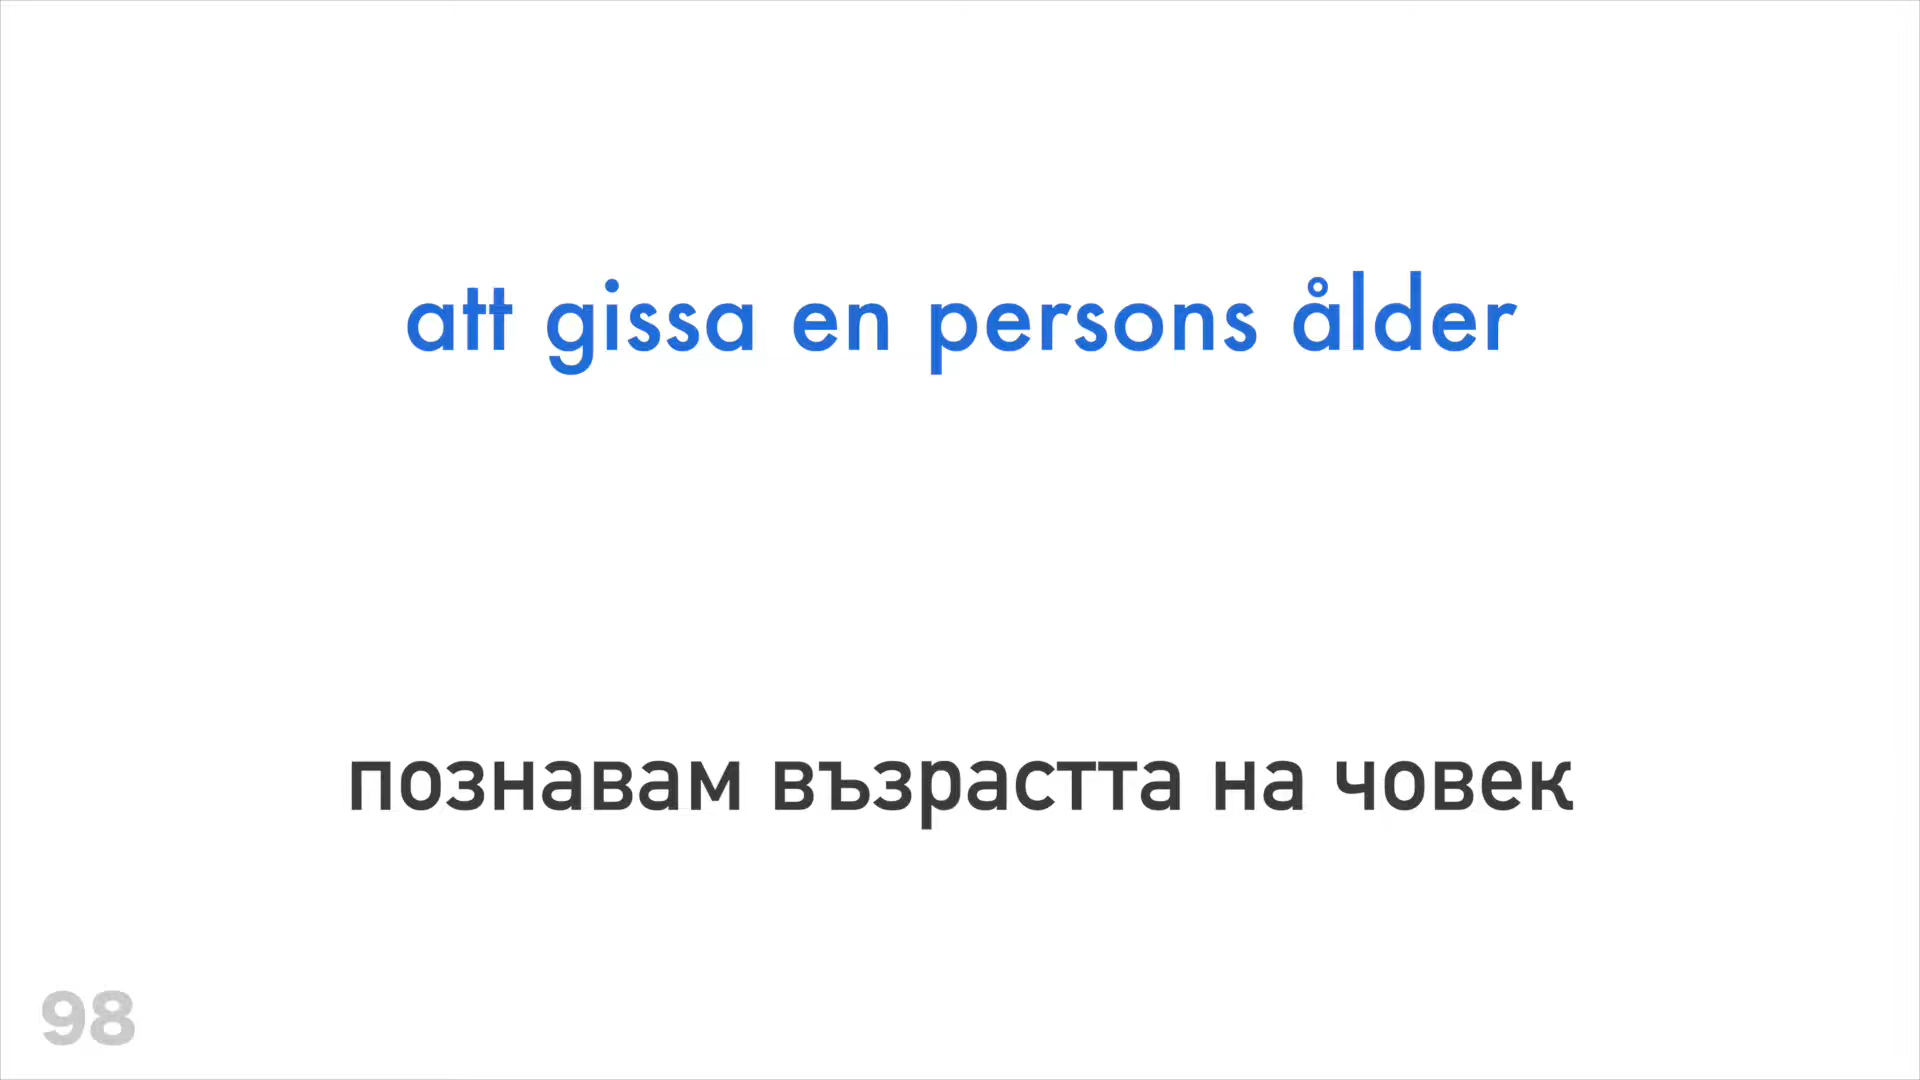 att gissa en persons ålder
познавам възрастта на човек
98